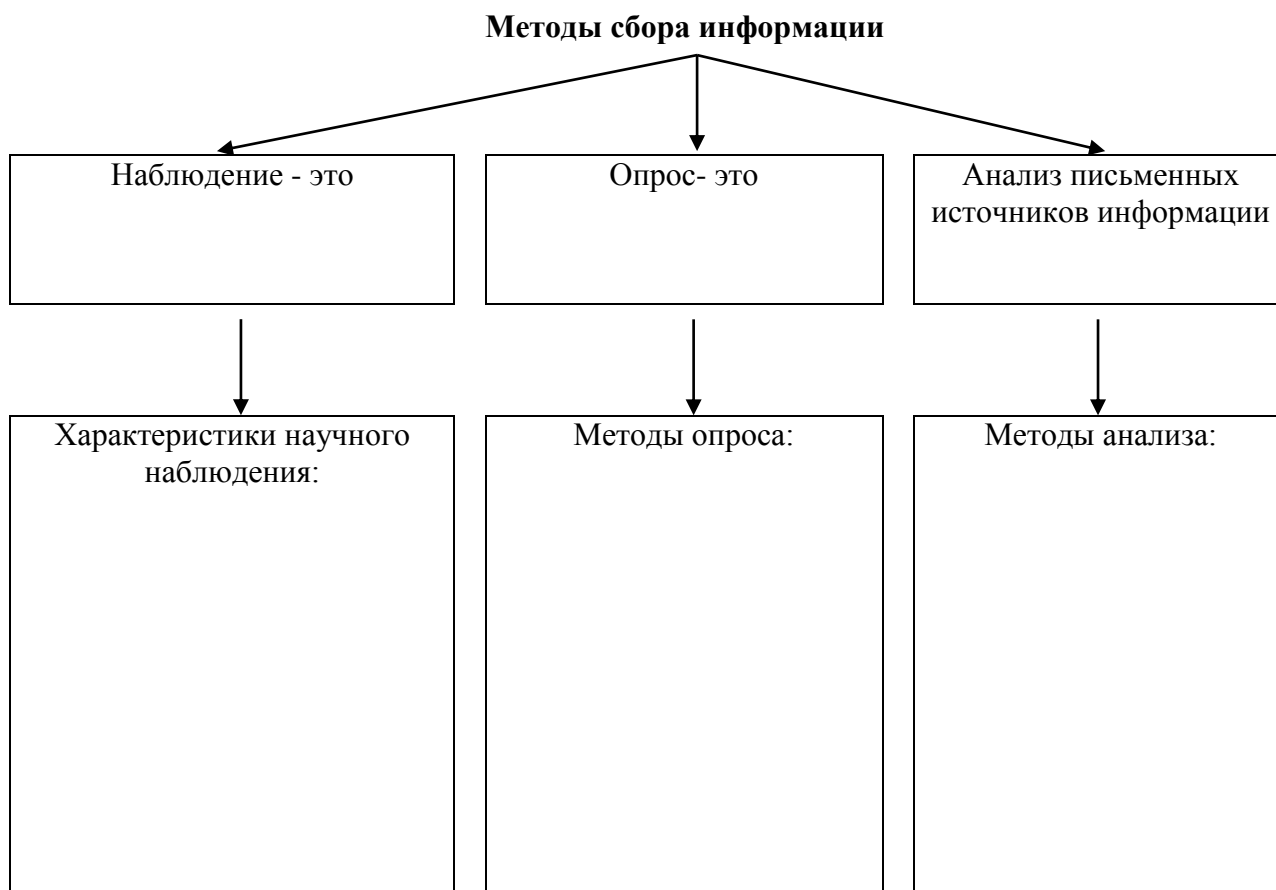 Методы сбора информации
Наблюдение - это
Опрос- это
Анализ письменных
источников информации
Характеристики научного
наблюдения:
Методы опроса:
Методы анализа: